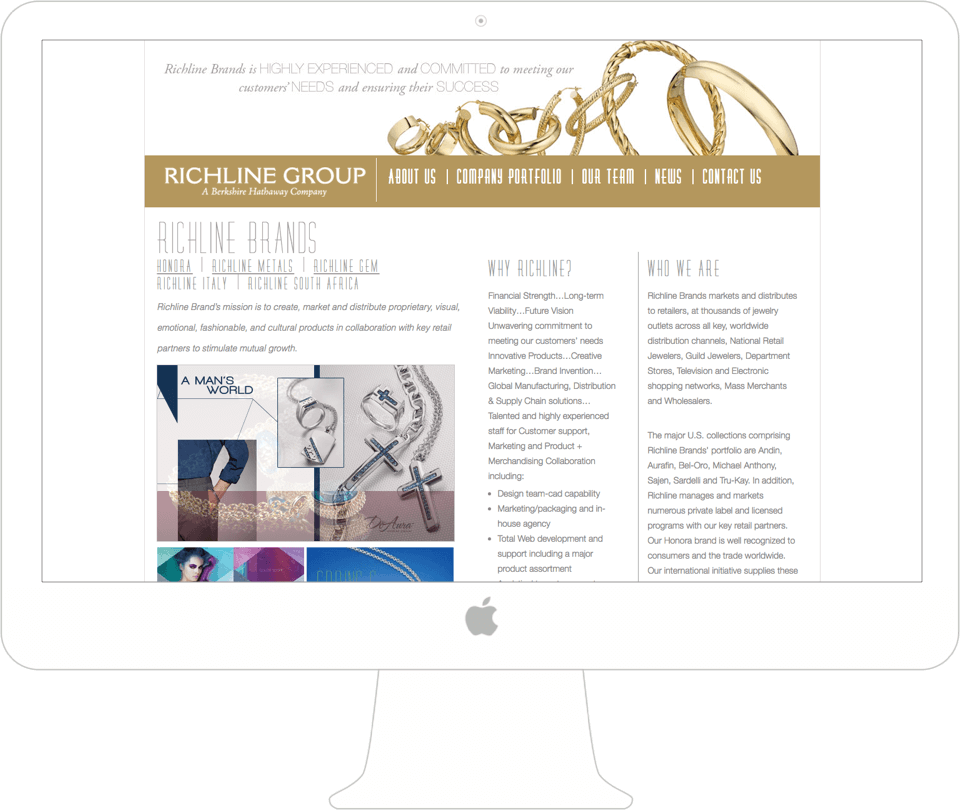 Richline Brands is HIGHLY EXPERIENCED and COMMITTED to meeting our
customers' NEEDS and ensuring their SUCCESS
RICHLINE GROUP
A Berkshire Hathaway Company
ABOUT US | COMPANY PORTFOLIO | OUR TEAM | NEWS | CONTACT US
RICHLINE BRANDS
HONORA | RICHLINE METALS | RICHLINE GEM
RICHLINE ITALY | RICHLINE SOUTH AFRICA
Richline Brand's mission is to create, market and distribute proprietary, visual,
emotional, fashionable, and cultural products in collaboration with key retail
partners to stimulate mutual growth.
A MAN'S
WORLD
DeAura
WHY RICHLINE?
Financial Strength…Long-term
Viability…Future Vision
Unwavering commitment to
meeting our customers' needs
Innovative Products…Creative
Marketing…Brand Invention…
Global Manufacturing, Distribution
& Supply Chain solutions…
Talented and highly experienced
staff for Customer support,
Marketing and Product +
Merchandising Collaboration
including:
• Design team-cad capability
• Marketing/packaging and in-
house agency
• Total Web development and
support including a major
product assortment
WHO WE ARE
Richline Brands markets and distributes
to retailers, at thousands of jewelry
outlets across all key, worldwide
distribution channels, National Retail
Jewelers, Guild Jewelers, Department
Stores, Television and Electronic
shopping networks, Mass Merchants
and Wholesalers.
The major U.S. collections comprising
Richline Brands' portfolio are Andin,
Aurafin, Bel-Oro, Michael Anthony,
Sajen, Sardelli and Tru-Kay. In addition,
Richline manages and markets
numerous private label and licensed
programs with our key retail partners.
Our Honora brand is well recognized to
consumers and the trade worldwide.
Our international initiative supplies these